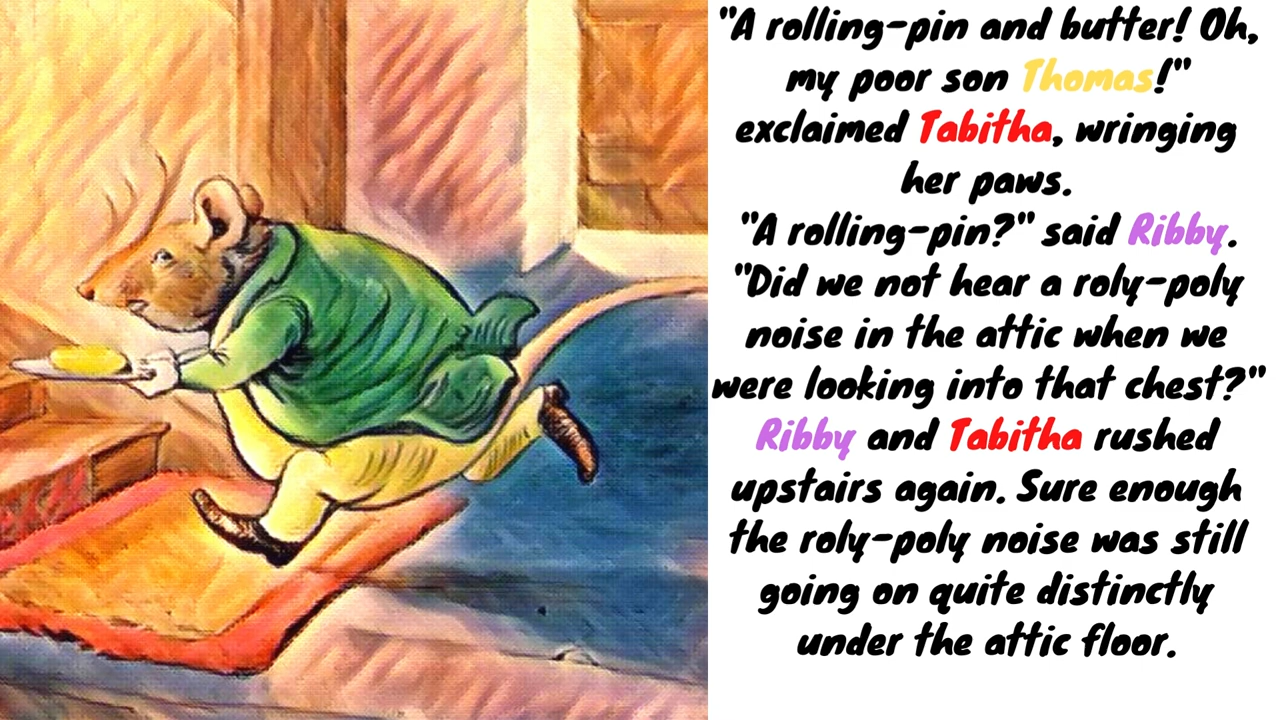 "A rolling-pin and butter! Oh,
my poor son Thomas!"
exclaimed Tabitha, wringing
her paws.
"A rolling-pin?" said Ribby.
"Did we not hear a roly-poly
noise in the attic when we
were looking into that chest?"
Ribby and Tabitha rushed
upstairs again. Sure enough
the roly-poly noise was still
going on quite distinctly
under the attic floor.